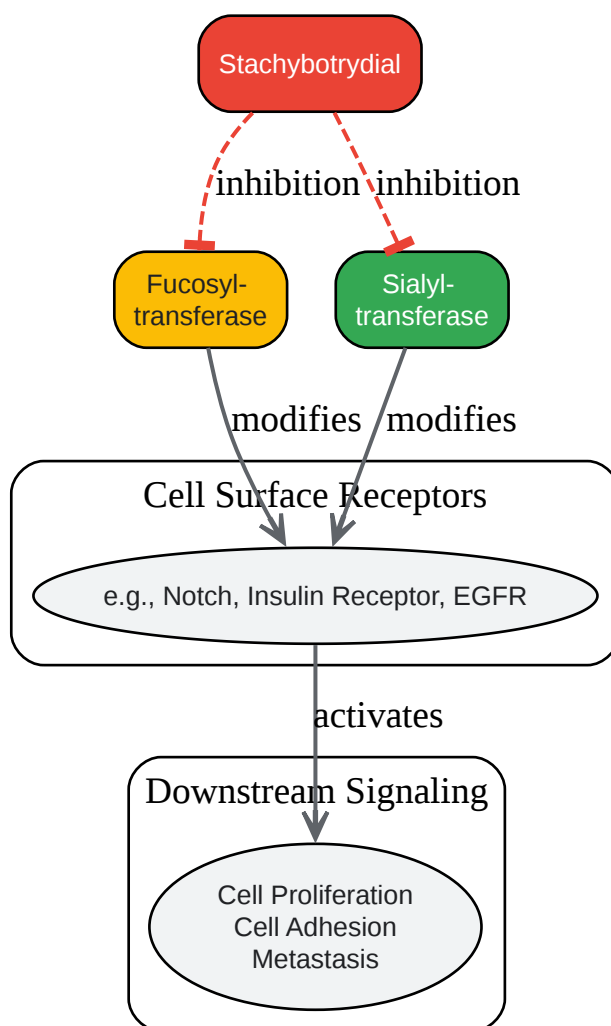 Stachybotrydial
inhibition inhibition
Fucosyl-
transferase
Sialyl-
transferase
modifies modifies
Cell Surface Receptors
e.g., Notch, Insulin Receptor, EGFR
activates
Downstream Signaling
Cell Proliferation
Cell Adhesion
Metastasis